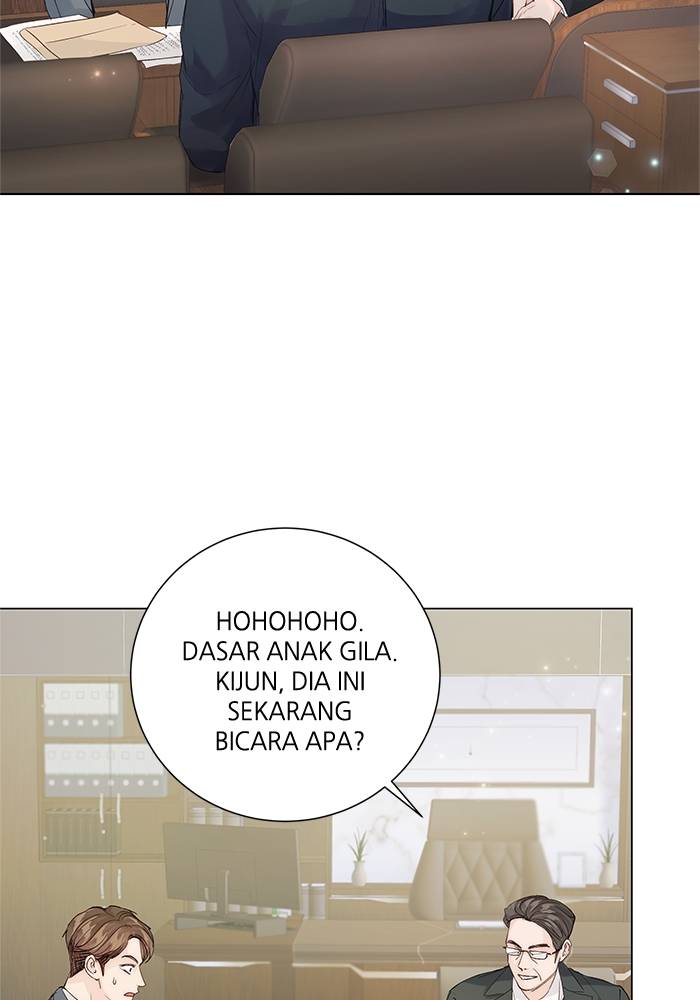 HOHOHOHO.
DASAR ANAK GILA.
KIJUN, DIA INI
SEKARANG
BICARA APA?